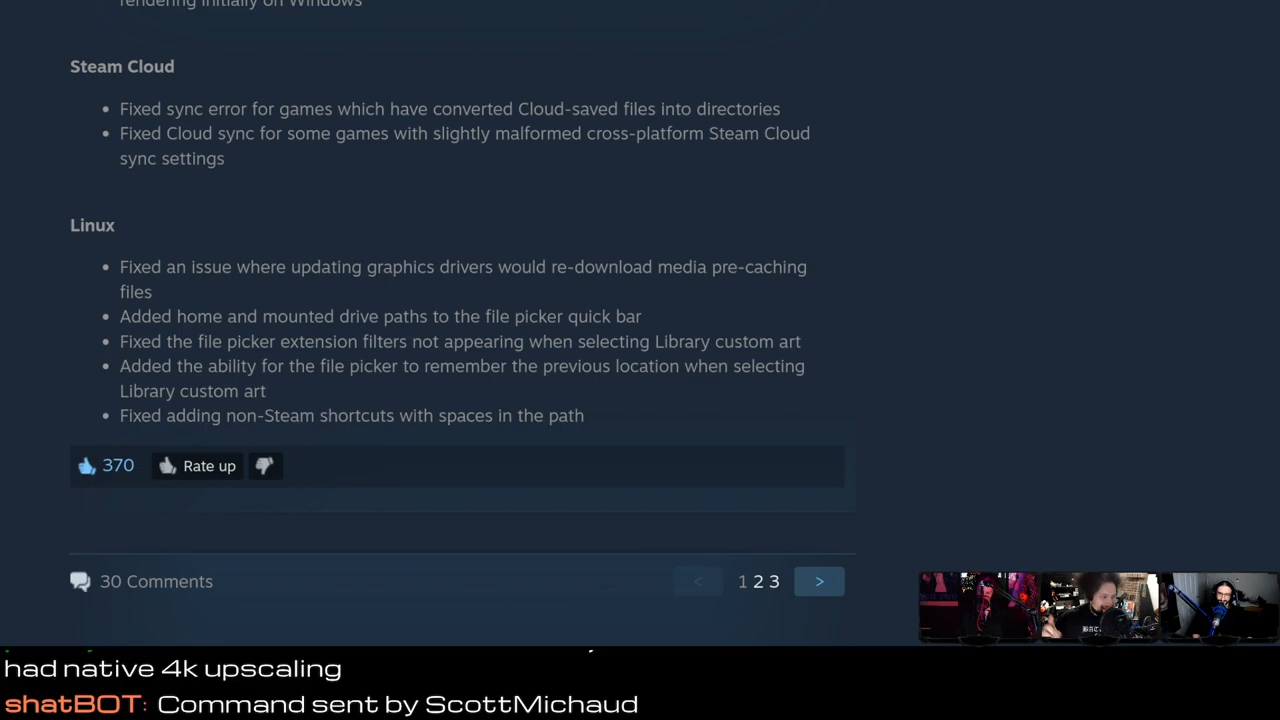 rendering initially on Windows
Steam Cloud
• Fixed sync error for games which have converted Cloud-saved files into directories
• Fixed Cloud sync for some games with slightly malformed cross-platform Steam Cloud
sync settings
Linux
• Fixed an issue where updating graphics drivers would re-download media pre-caching
files
• Added home and mounted drive paths to the file picker quick bar
• Fixed the file picker extension filters not appearing when selecting Library custom art
• Added the ability for the file picker to remember the previous location when selecting
Library custom art
• Fixed adding non-Steam shortcuts with spaces in the path
370 Rate up
30 Comments < 1 2 3 >
had native 4k upscaling
shatBOT: Command sent by ScottMichaud